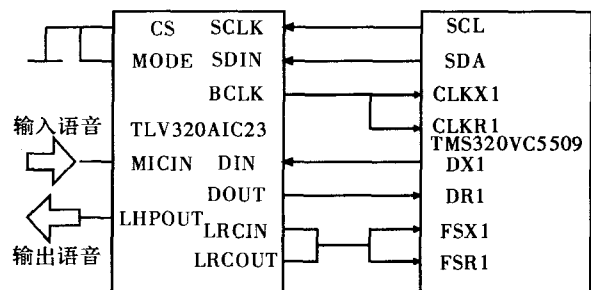 CS SCLK SCL
MODE SDIN SDA
BCLK CLKX1
输入语音 TLV320AIC23 CLKR1
TMS320VC5509
MICIN DIN DX1
DOUT DR1
LHPOUT LRCIN FSX1
输出语音 LRCOUT FSR1